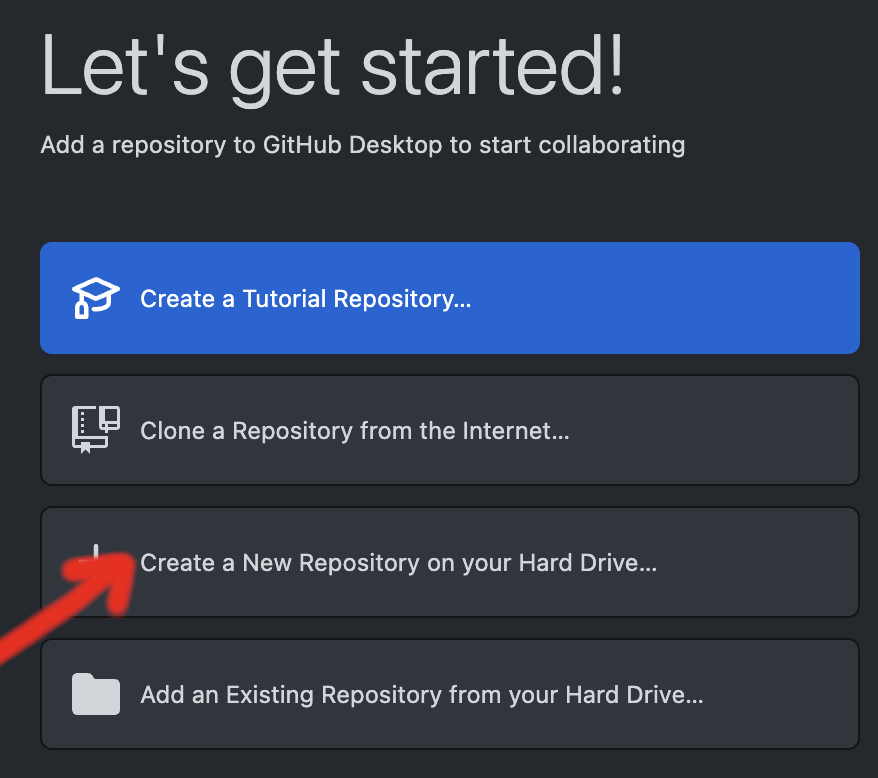 Let's get started!
Add a repository to GitHub Desktop to start collaborating
Create a Tutorial Repository...
Clone a Repository from the Internet...
Create a New Repository on your Hard Drive...
Add an Existing Repository from your Hard Drive...